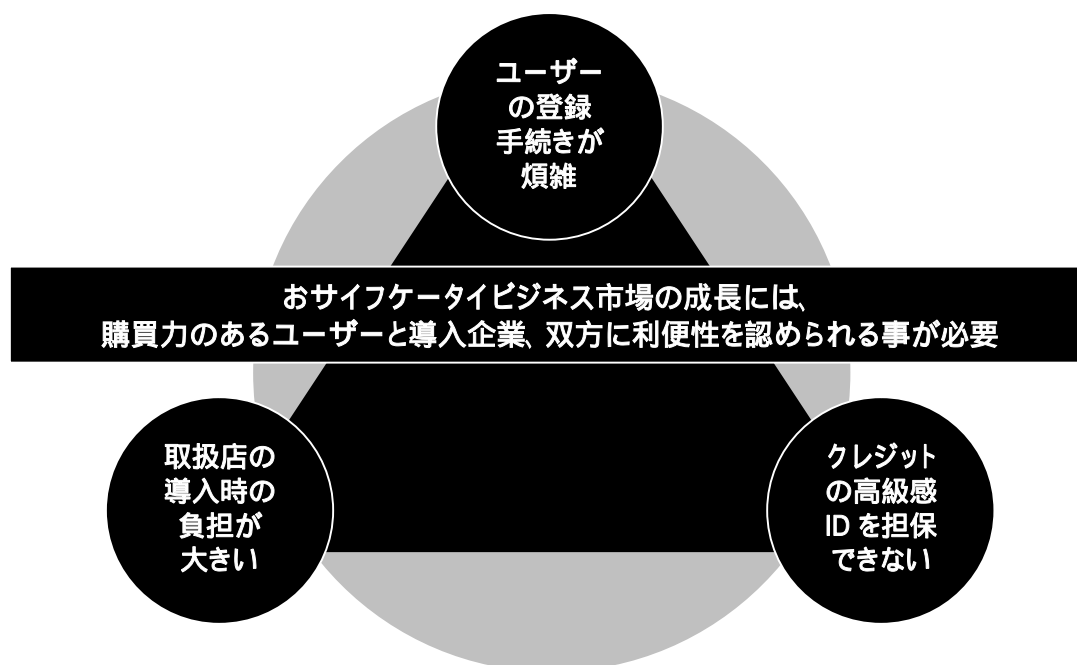 ユーザー
の登録
手続きが
煩雑
おサイフケータイビジネス市場の成長には、
購買力のあるユーザーと導入企業、双方に利便性を認められる事が必要
取扱店の
導入時の
負担が
大きい
クレジット
の高級感
ID を担保
できない